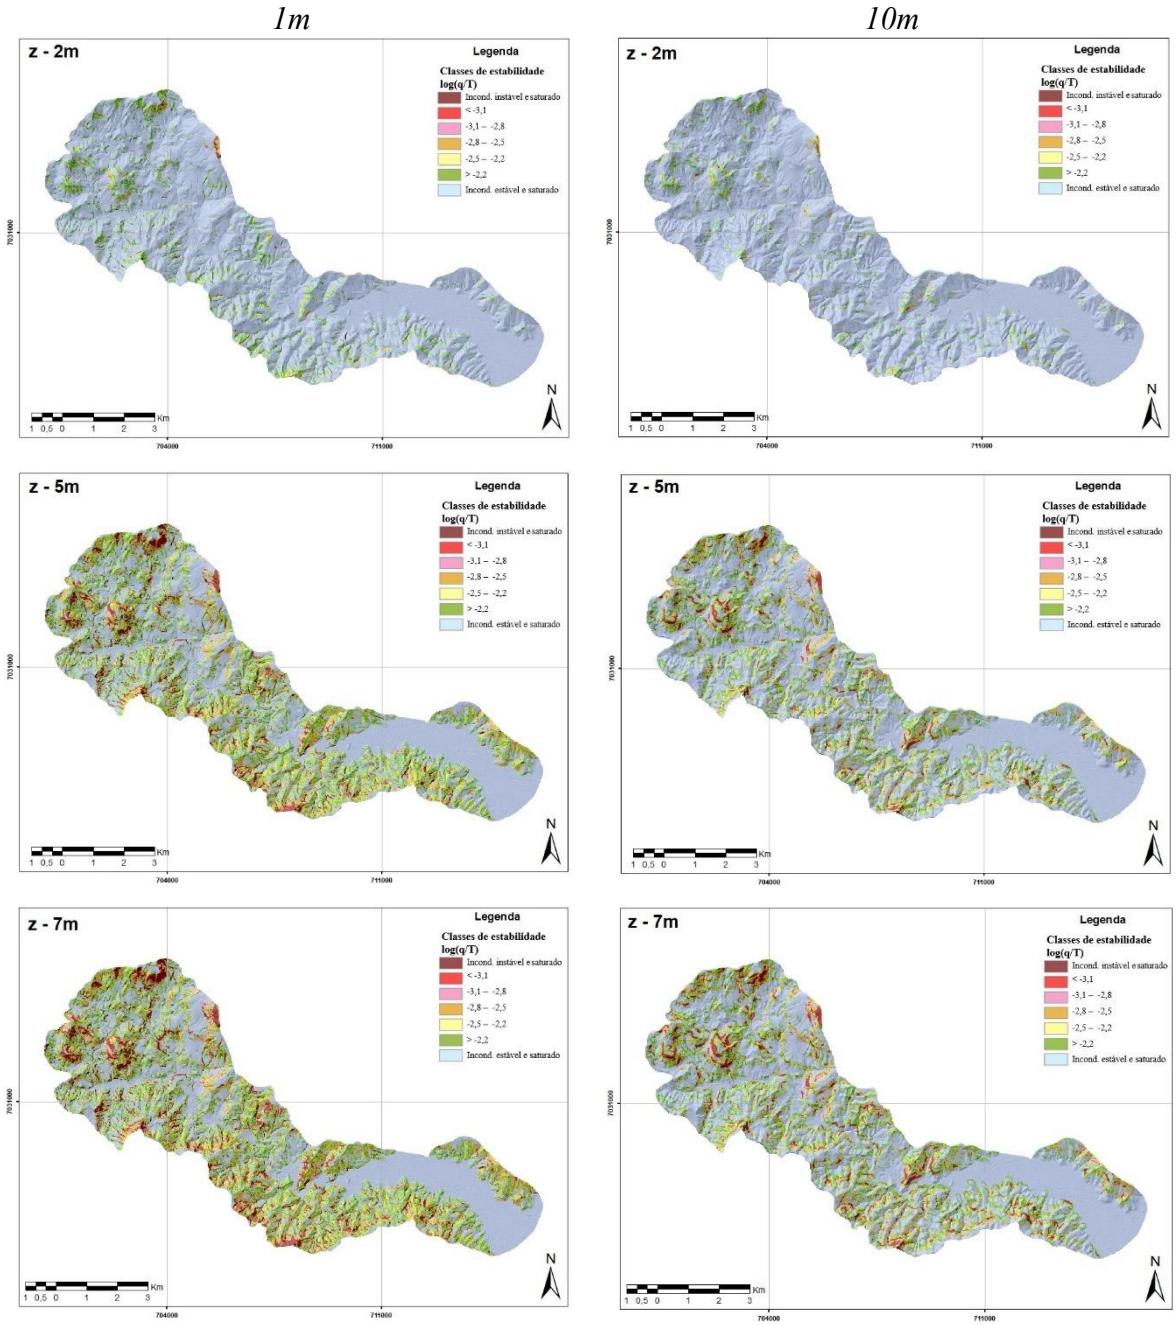 1m
10m
z - 2m
Legenda
Classes de estabilidade
log(q/T)
Incond. instável e saturado
< -3,1
-3,1 – -2,8
-2,8 – -2,5
-2,5 – -2,2
> -2,2
Incond. estável e saturado
7031000
N
Km
1 0,5 0 1 2 3
704000 711000
z - 2m
Legenda
Classes de estabilidade
log(q/T)
Incond. instável e saturado
< -3,1
-3,1 – -2,8
-2,8 – -2,5
-2,5 – -2,2
> -2,2
Incond. estável e saturado
7031000
N
Km
1 0,5 0 1 2 3
704000 711000
z - 5m
Legenda
Classes de estabilidade
log(q/T)
Incond. instável e saturado
< -3,1
-3,1 – -2,8
-2,8 – -2,5
-2,5 – -2,2
> -2,2
Incond. estável e saturado
7031000
N
Km
1 0,5 0 1 2 3
704000 711000
z - 5m
Legenda
Classes de estabilidade
log(q/T)
Incond. instável e saturado
< -3,1
-3,1 – -2,8
-2,8 – -2,5
-2,5 – -2,2
> -2,2
Incond. estável e saturado
7031000
N
Km
1 0,5 0 1 2 3
704000 711000
z - 7m
Legenda
Classes de estabilidade
log(q/T)
Incond. instável e saturado
< -3,1
-3,1 – -2,8
-2,8 – -2,5
-2,5 – -2,2
> -2,2
Incond. estável e saturado
7031000
N
Km
1 0,5 0 1 2 3
704000 711000
z - 7m
Legenda
Classes de estabilidade
log(q/T)
Incond. instável e saturado
< -3,1
-3,1 – -2,8
-2,8 – -2,5
-2,5 – -2,2
> -2,2
Incond. estável e saturado
7031000
N
Km
1 0,5 0 1 2 3
704000 711000